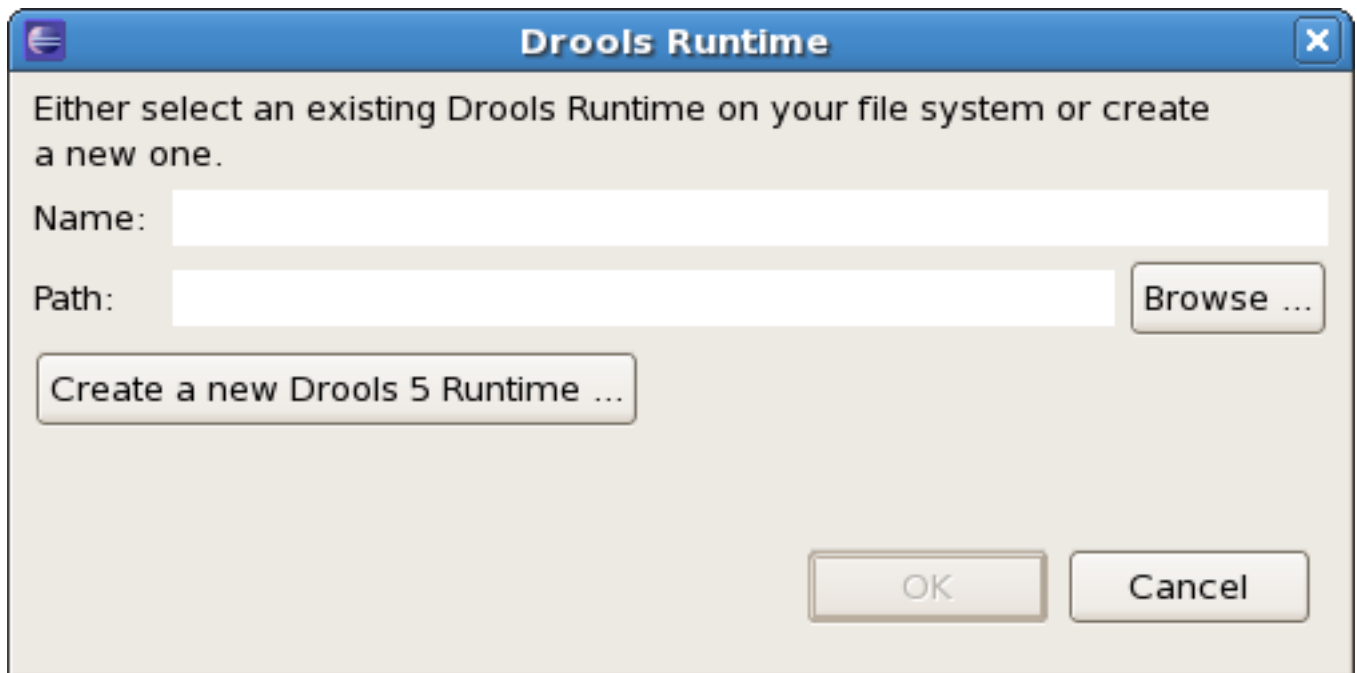 Drools Runtime
Either select an existing Drools Runtime on your file system or create
a new one.
Name:
Path:
Browse ...
Create a new Drools 5 Runtime ...
OK
Cancel